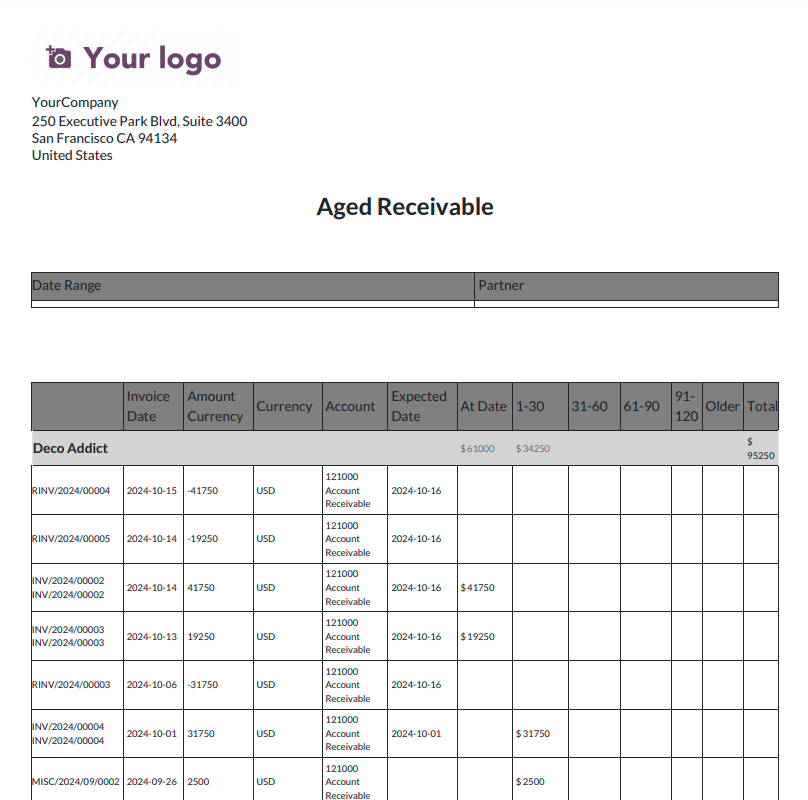 Your logo
YourCompany
250 Executive Park Blvd, Suite 3400
San Francisco CA 94134
United States
Aged Receivable
Date Range Partner
Invoice Date Amount Currency Currency Account Expected Date At Date 1-30 31-60 61-90 91-120 Older Total
Deco Addict $ 61000 $ 34250 $ 95250
RINV/2024/00004 2024-10-15 -41750 USD 121000 Account Receivable 2024-10-16
RINV/2024/00005 2024-10-14 -19250 USD 121000 Account Receivable 2024-10-16
INV/2024/00002 INV/2024/00002 2024-10-14 41750 USD 121000 Account Receivable 2024-10-16 $ 41750
INV/2024/00003 INV/2024/00003 2024-10-13 19250 USD 121000 Account Receivable 2024-10-16 $ 19250
RINV/2024/00003 2024-10-06 -31750 USD 121000 Account Receivable 2024-10-16
INV/2024/00004 INV/2024/00004 2024-10-01 31750 USD 121000 Account Receivable 2024-10-01 $ 31750
MISC/2024/09/0002 2024-09-26 2500 USD 121000 Account Receivable $ 2500